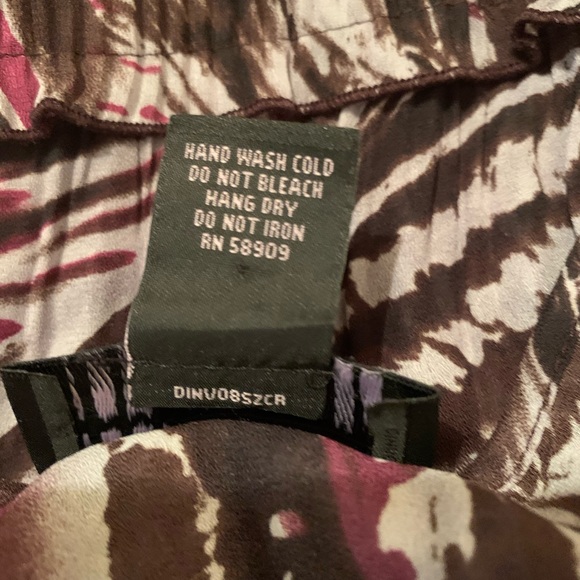 HAND WASH COLD
DO NOT BLEACH
HANG DRY
DO NOT IRON
RN 58909
DINV08SZCR